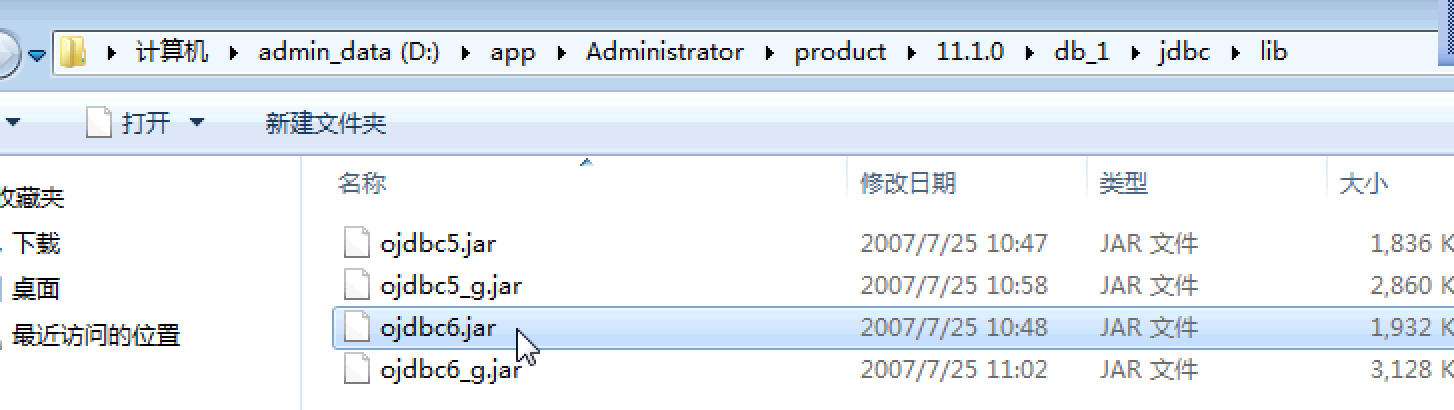 计算机 admin_data (D:) app Administrator product 11.1.0 db_1 jdbc lib
打开 新建文件夹
名称 修改日期 类型 大小
收藏夹
下载
桌面
最近访问的位置
ojdbc5.jar 2007/7/25 10:47 JAR 文件 1,836 K
ojdbc5_g.jar 2007/7/25 10:58 JAR 文件 2,860 K
ojdbc6.jar 2007/7/25 10:48 JAR 文件 1,932 K
ojdbc6_g.jar 2007/7/25 11:02 JAR 文件 3,128 K